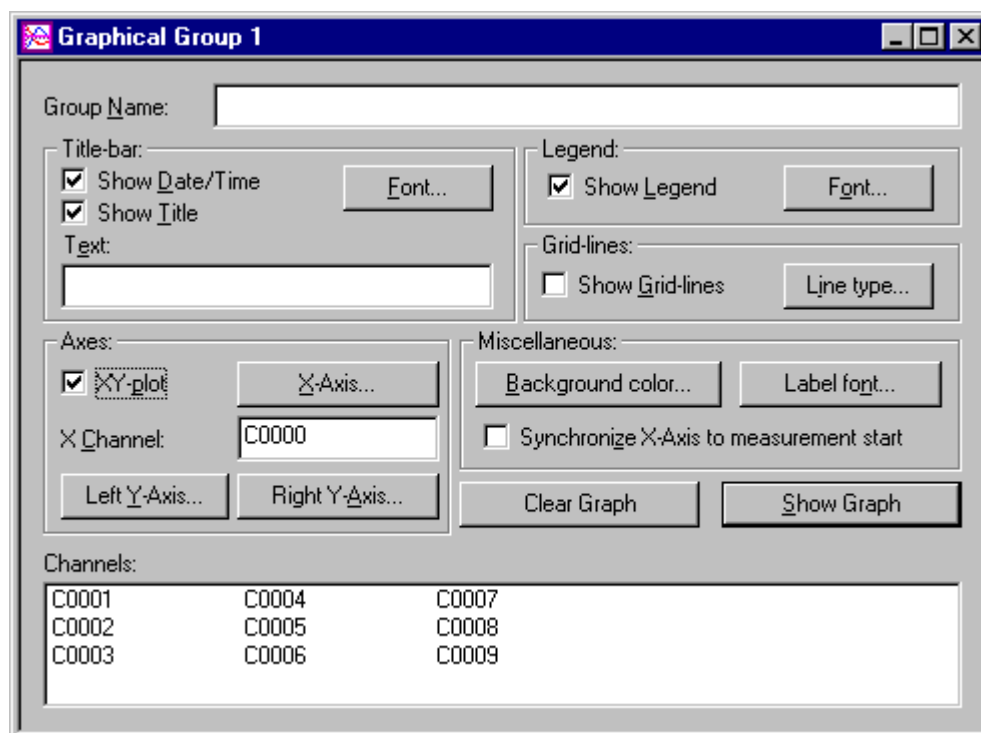 Graphical Group 1
Group Name:
Title-bar:
Show Date/Time
Font...
Show Title
Text:
Legend:
Show Legend
Font...
Grid-lines:
Show Grid-lines
Line type...
Axes:
XY-plot
X-Axis...
X Channel:
C0000
Left Y-Axis...
Right Y-Axis...
Miscellaneous:
Background color...
Label font...
Synchronize X-Axis to measurement start
Clear Graph
Show Graph
Channels:
C0001 C0004 C0007
C0002 C0005 C0008
C0003 C0006 C0009